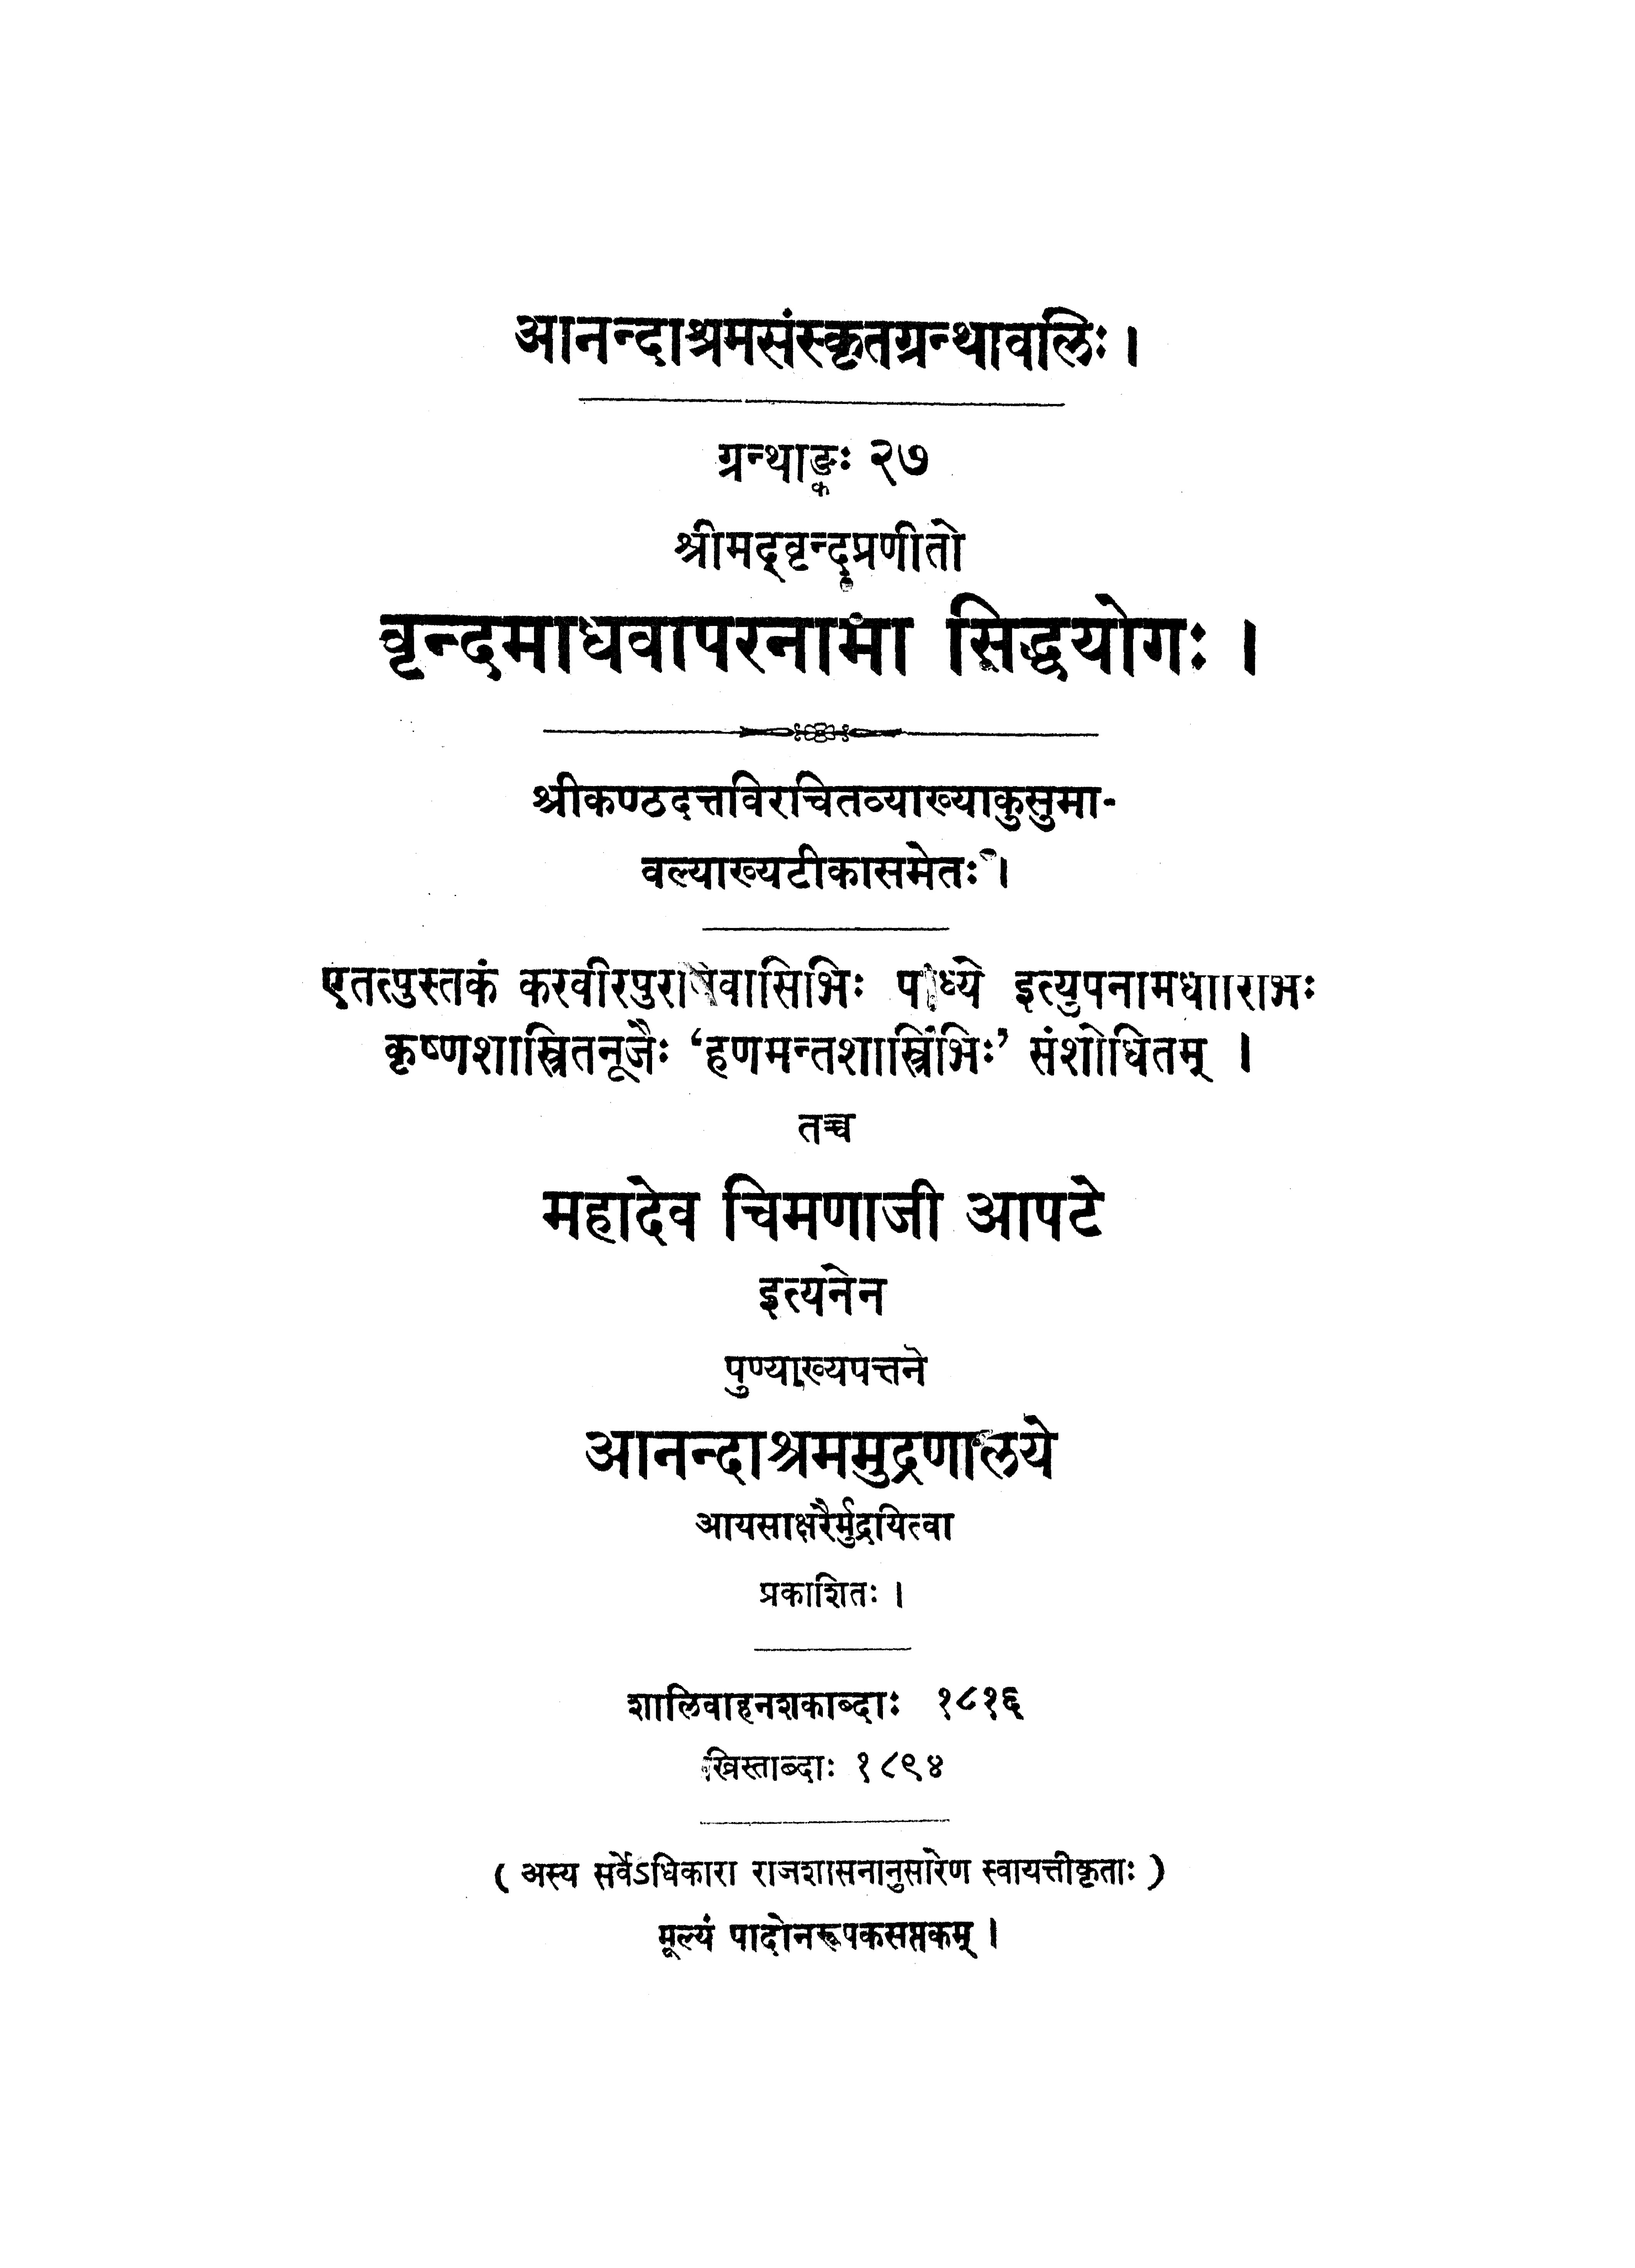 आनन्दाश्रमसंस्कृतग्रन्थावलिः ।
ग्रन्थाङ्कः २७
श्रीमद्वृन्दप्रणीतो
वृन्दमाधवापरनामा सिद्धयोगः ।
श्रीकण्ठदत्तविरचितव्याख्याकुसुमा-
वल्याख्यटीकासमेतः ।
एतत्पुस्तकं करवीरपुरनिवासिभिः पाध्ये इत्युपनामधारिभिः
कृष्णशास्त्रितनूजैः ‘हणमन्तशास्त्रिभिः’ संशोधितम् ।
तच्च
महादेव चिमणाजी आपटे
इत्यनेन
पुण्याख्यपत्तने
आनन्दाश्रममुद्रणालये
आयसाक्षरैर्मुद्रयित्वा
प्रकाशितः ।
शालिवाहनशकाब्दाः १८१६
ख्रिस्ताब्दाः १८९४
( अस्य सर्वेऽधिकारा राजशासनानुसारेण स्वायत्तीकृताः )
मूल्यं पादोनरूपकसप्तकम् ।